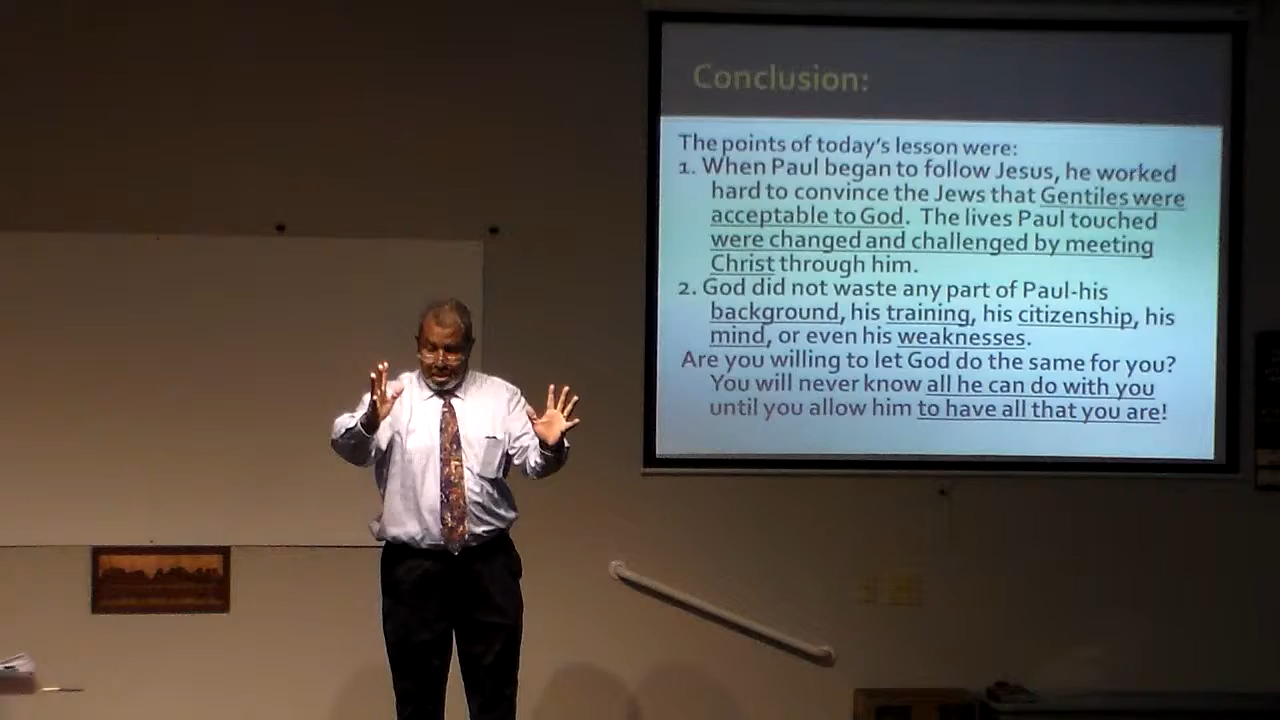 Conclusion:
The points of today's lesson were:
1. When Paul began to follow Jesus, he worked
hard to convince the Jews that Gentiles were
acceptable to God. The lives Paul touched
were changed and challenged by meeting
Christ through him.
2. God did not waste any part of Paul-his
background, his training, his citizenship, his
mind, or even his weaknesses.
Are you willing to let God do the same for you?
You will never know all he can do with you
until you allow him to have all that you are!